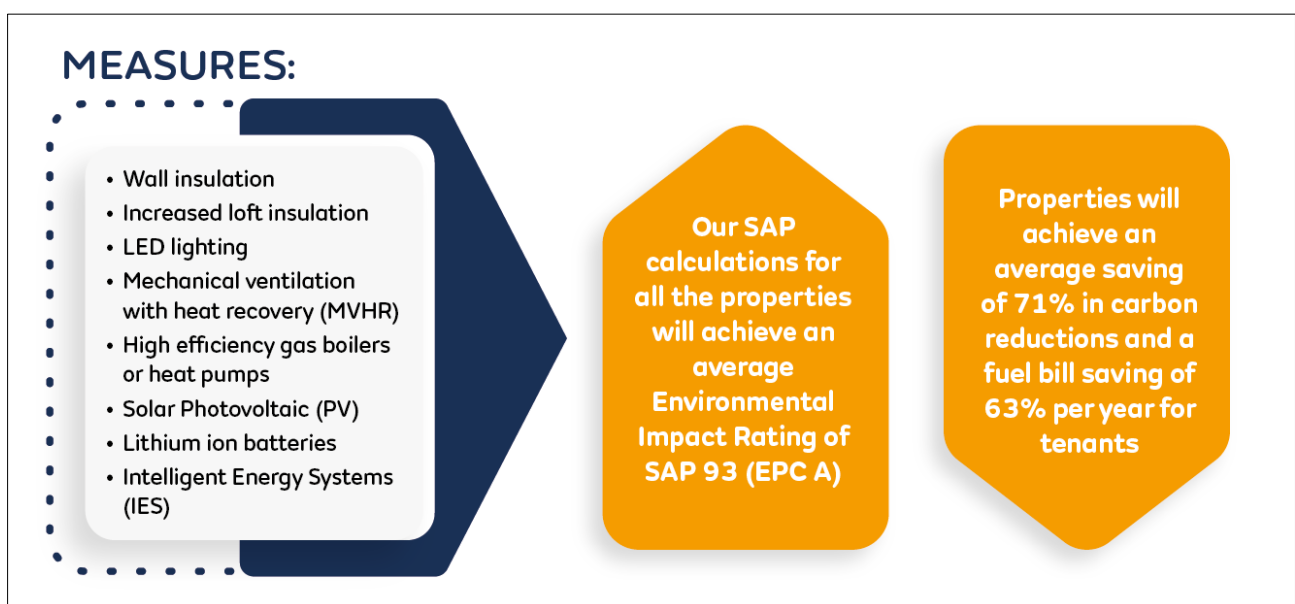 MEASURES:
• Wall insulation
• Increased loft insulation
• LED lighting
• Mechanical ventilation
with heat recovery (MVHR)
• High efficiency gas boilers
or heat pumps
• Solar Photovoltaic (PV)
• Lithium ion batteries
• Intelligent Energy Systems
(IES)
Our SAP
calculations for
all the properties
will achieve an
average
Environmental
Impact Rating of
SAP 93 (EPC A)
Properties will
achieve an
average saving
of 71% in carbon
reductions and a
fuel bill saving of
63% per year for
tenants